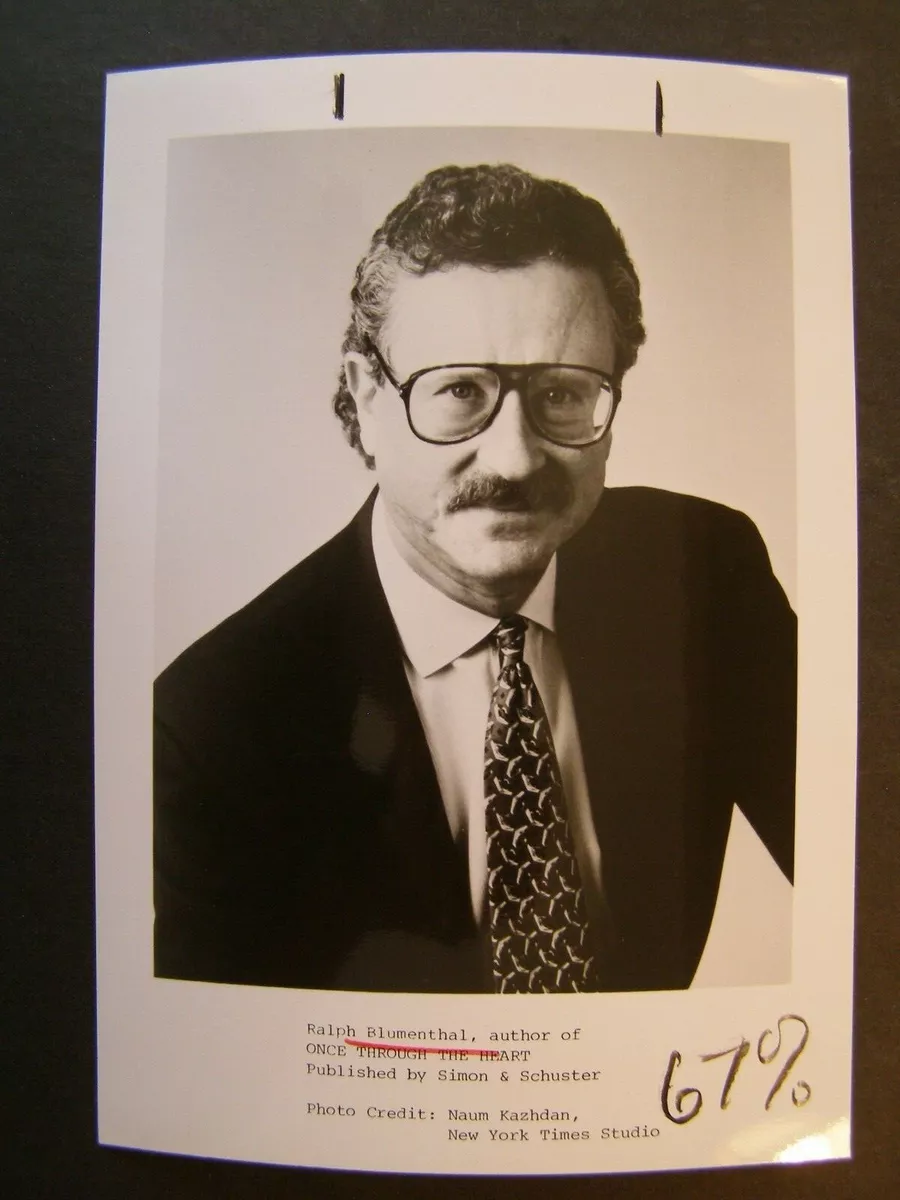 Ralph Blumenthal, author of
ONCE THROUGH THE HEART
Published by Simon & Schuster
Photo Credit: Naum Kazhdan,
New York Times Studio
67%